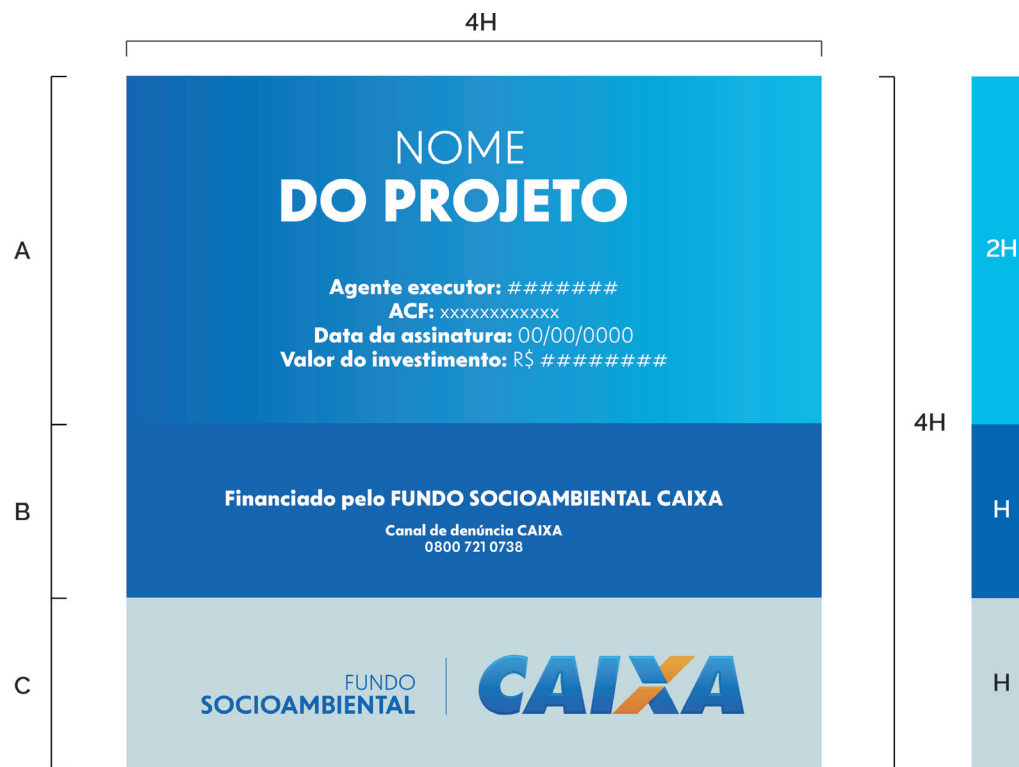 4H
A
NOME
DO PROJETO
Agente executor: #######
ACF: xxxxxxxxxxxx
Data da assinatura: 00/00/0000
Valor do investimento: R$ ########
2H
4H
B
Financiado pelo FUNDO SOCIOAMBIENTAL CAIXA
Canal de denúncia CAIXA
0800 721 0738
H
C
FUNDO
SOCIOAMBIENTAL
CAIXA
H